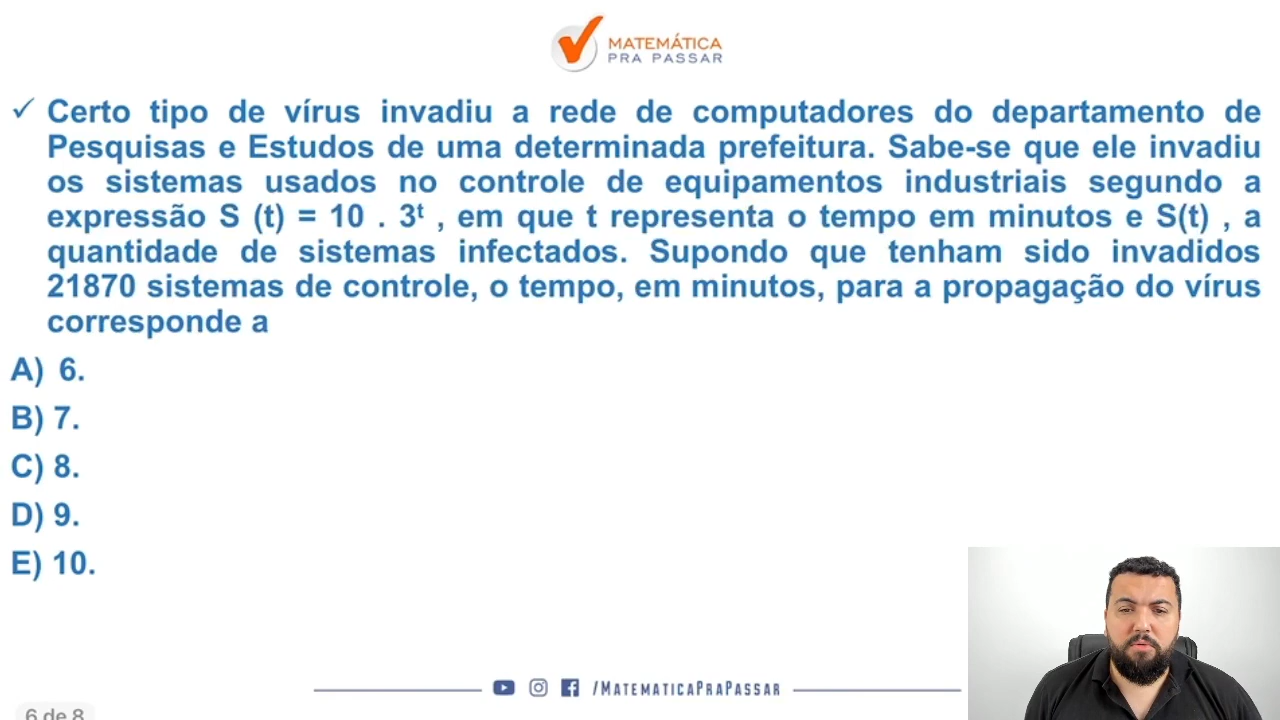 MATEMÁTICA
PRA PASSAR
✓ Certo tipo de vírus invadiu a rede de computadores do departamento de
Pesquisas e Estudos de uma determinada prefeitura. Sabe-se que ele invadiu
os sistemas usados no controle de equipamentos industriais segundo a
expressão S (t) = 10 . 3ᵗ , em que t representa o tempo em minutos e S(t) , a
quantidade de sistemas infectados. Supondo que tenham sido invadidos
21870 sistemas de controle, o tempo, em minutos, para a propagação do vírus
corresponde a
A) 6.
B) 7.
C) 8.
D) 9.
E) 10.
/MATEMATICAPRAPASSAR
6 de 8